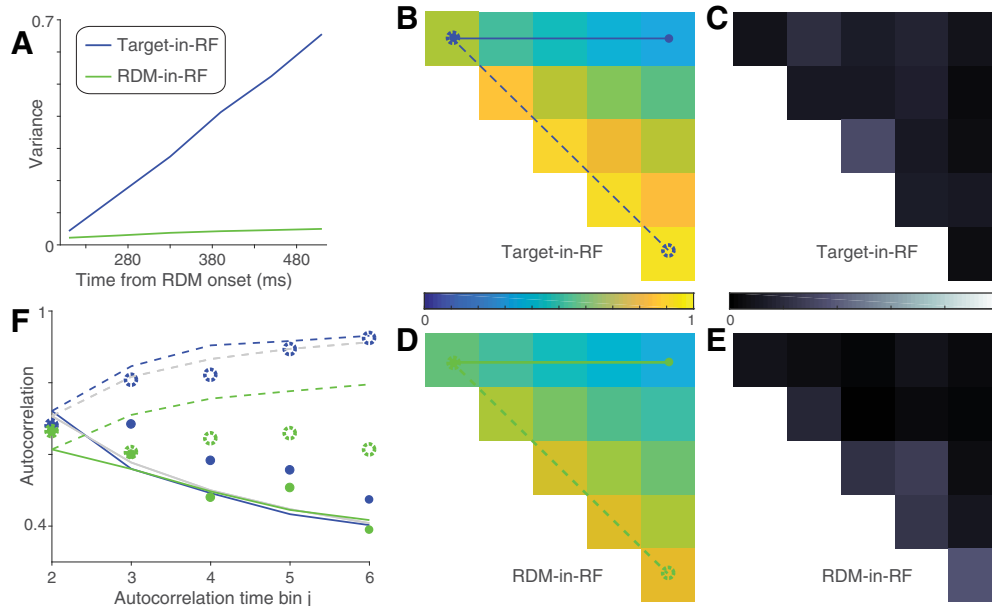 A
0.7
Target-in-RF
RDM-in-RF
Variance
0
280
380
480
Time from RDM onset (ms)
B
Target-in-RF
C
Target-in-RF
0
1
0
F
1
Autocorrelation
0.4
2
3
4
5
6
Autocorrelation time bin j
D
RDM-in-RF
E
RDM-in-RF